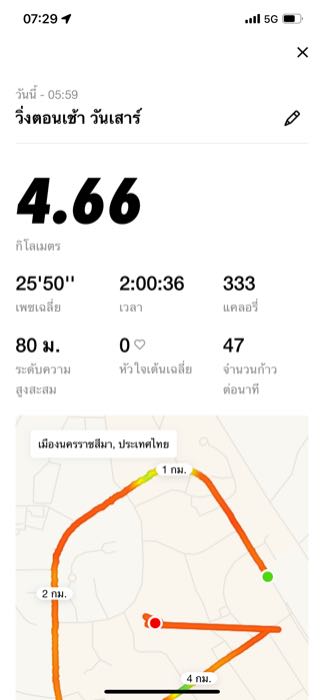 07:29 5G
วันนี้ - 05:59
วิ่งตอนเช้า วันเสาร์
4.66
กิโลเมตร
25'50'' 2:00:36 333
เพซเฉลี่ย เวลา แคลอรี่
80 ม. 0 47
ระดับความ หัวใจเต้นเฉลี่ย จำนวนก้าว
สูงสะสม ต่อนาที
เมืองนครราชสีมา, ประเทศไทย
1 กม.
2 กม.
4 กม.